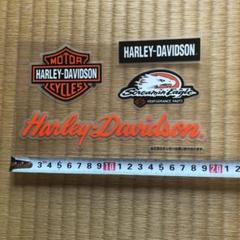 MOTOR
HARLEY-DAVIDSON
CYCLES
HARLEY-DAVIDSON
Screamin' Eagle
PERFORMANCE PARTS
Harley-Davidson
3 4 5 6 7 8 9 10 1 2 3 4 5 6 7 8 9 20